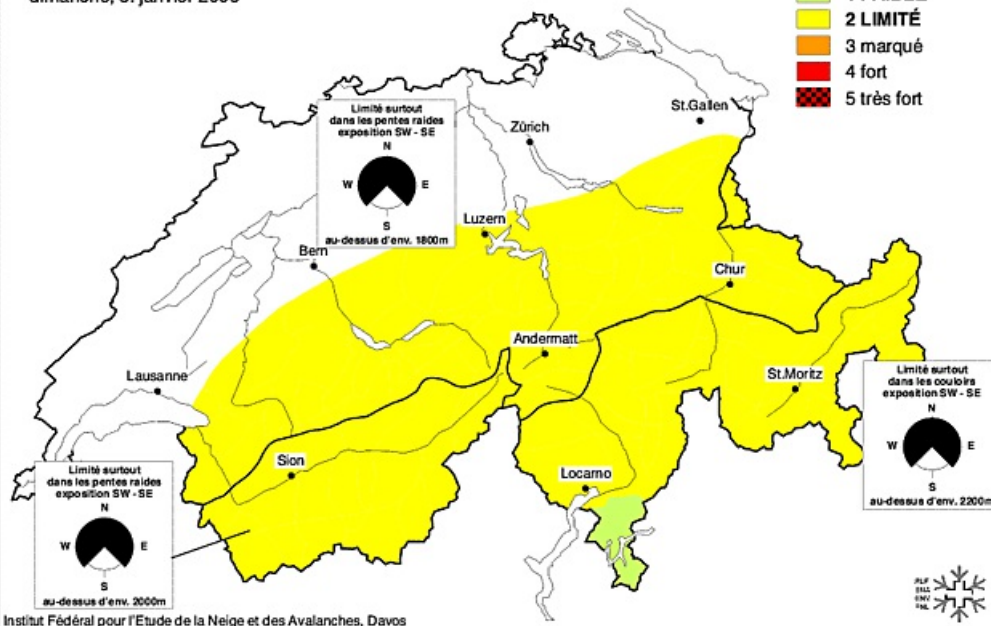 2 LIMITÉ
3 marqué
4 fort
5 très fort
St.Gallen
Zürich
Limité surtout
dans les pentes raides
exposition SW - SE
N
W E
S
au-dessus d'env. 1800m
Luzern
Bern
Chur
Andermatt
Lausanne
St.Moritz
Limité surtout
dans les couloirs
exposition SW - SE
N
W E
S
au-dessus d'env. 2200m
Sion
Locarno
Limité surtout
dans les pentes raides
exposition SW - SE
N
W E
S
au-dessus d'env. 2000m
Institut Fédéral pour l'Etude de la Neige et des Avalanches, Davos